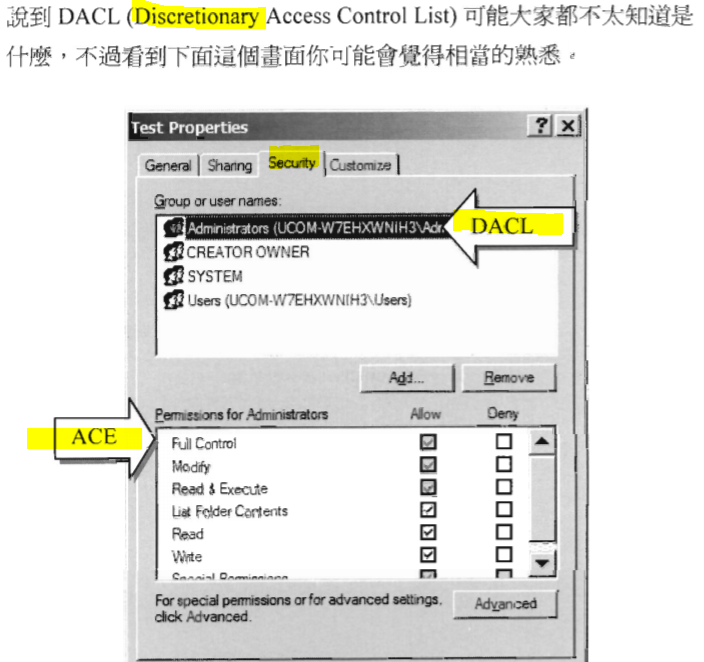 說到 DACL (Discretionary Access Control List) 可能大家都不太知道是
什麼，不過看到下面這個畫面你可能會覺得相當的熟悉。
Test Properties
General Sharing Security Customize
Group or user names:
Administrators (UCOM-W7EHXWNIH3\Adr
DACL
CREATOR OWNER
SYSTEM
Users (UCOM-W7EHXWNIH3\Users)
Add... Remove
Permissions for Administrators Allow Deny
ACE
Full Control
Modify
Read & Execute
List Folder Contents
Read
Write
Special Permissions
For special permissions or for advanced settings,
click Advanced.
Advanced